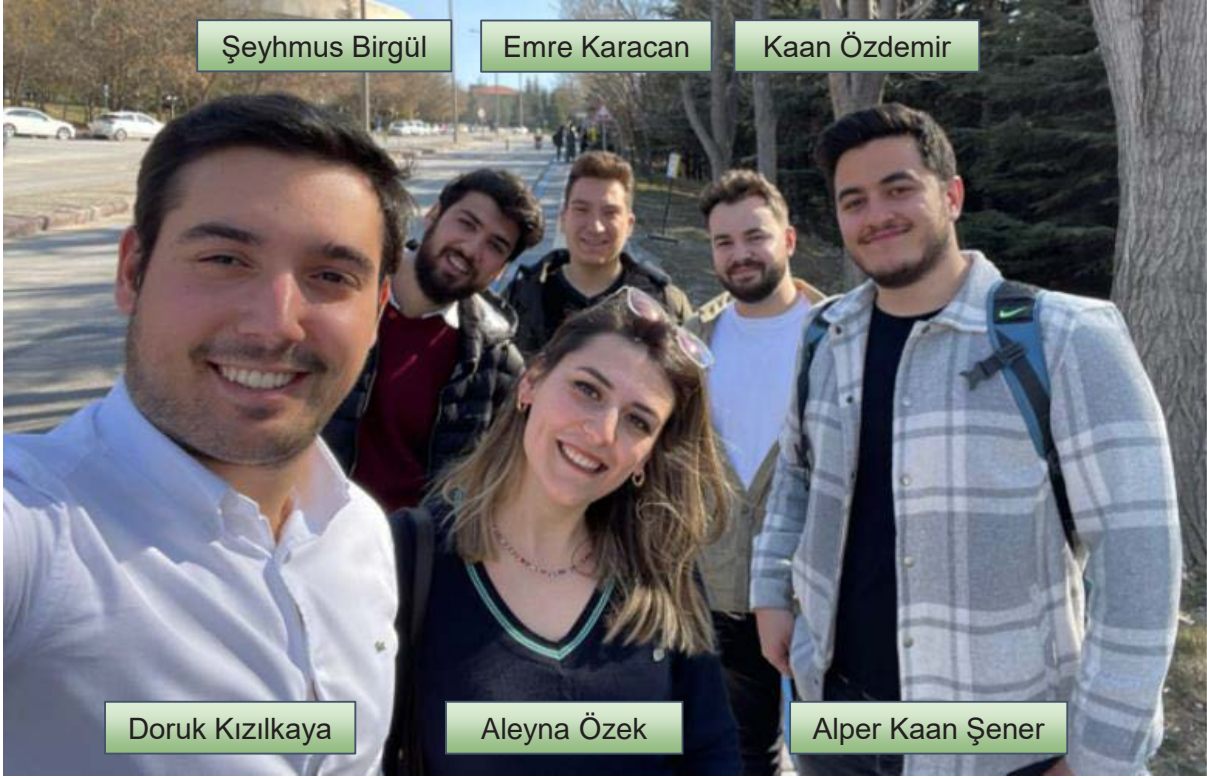 Şeyhmus Birgül
Emre Karacan
Kaan Özdemir
Doruk Kızılkaya
Aleyna Özek
Alper Kaan Şener